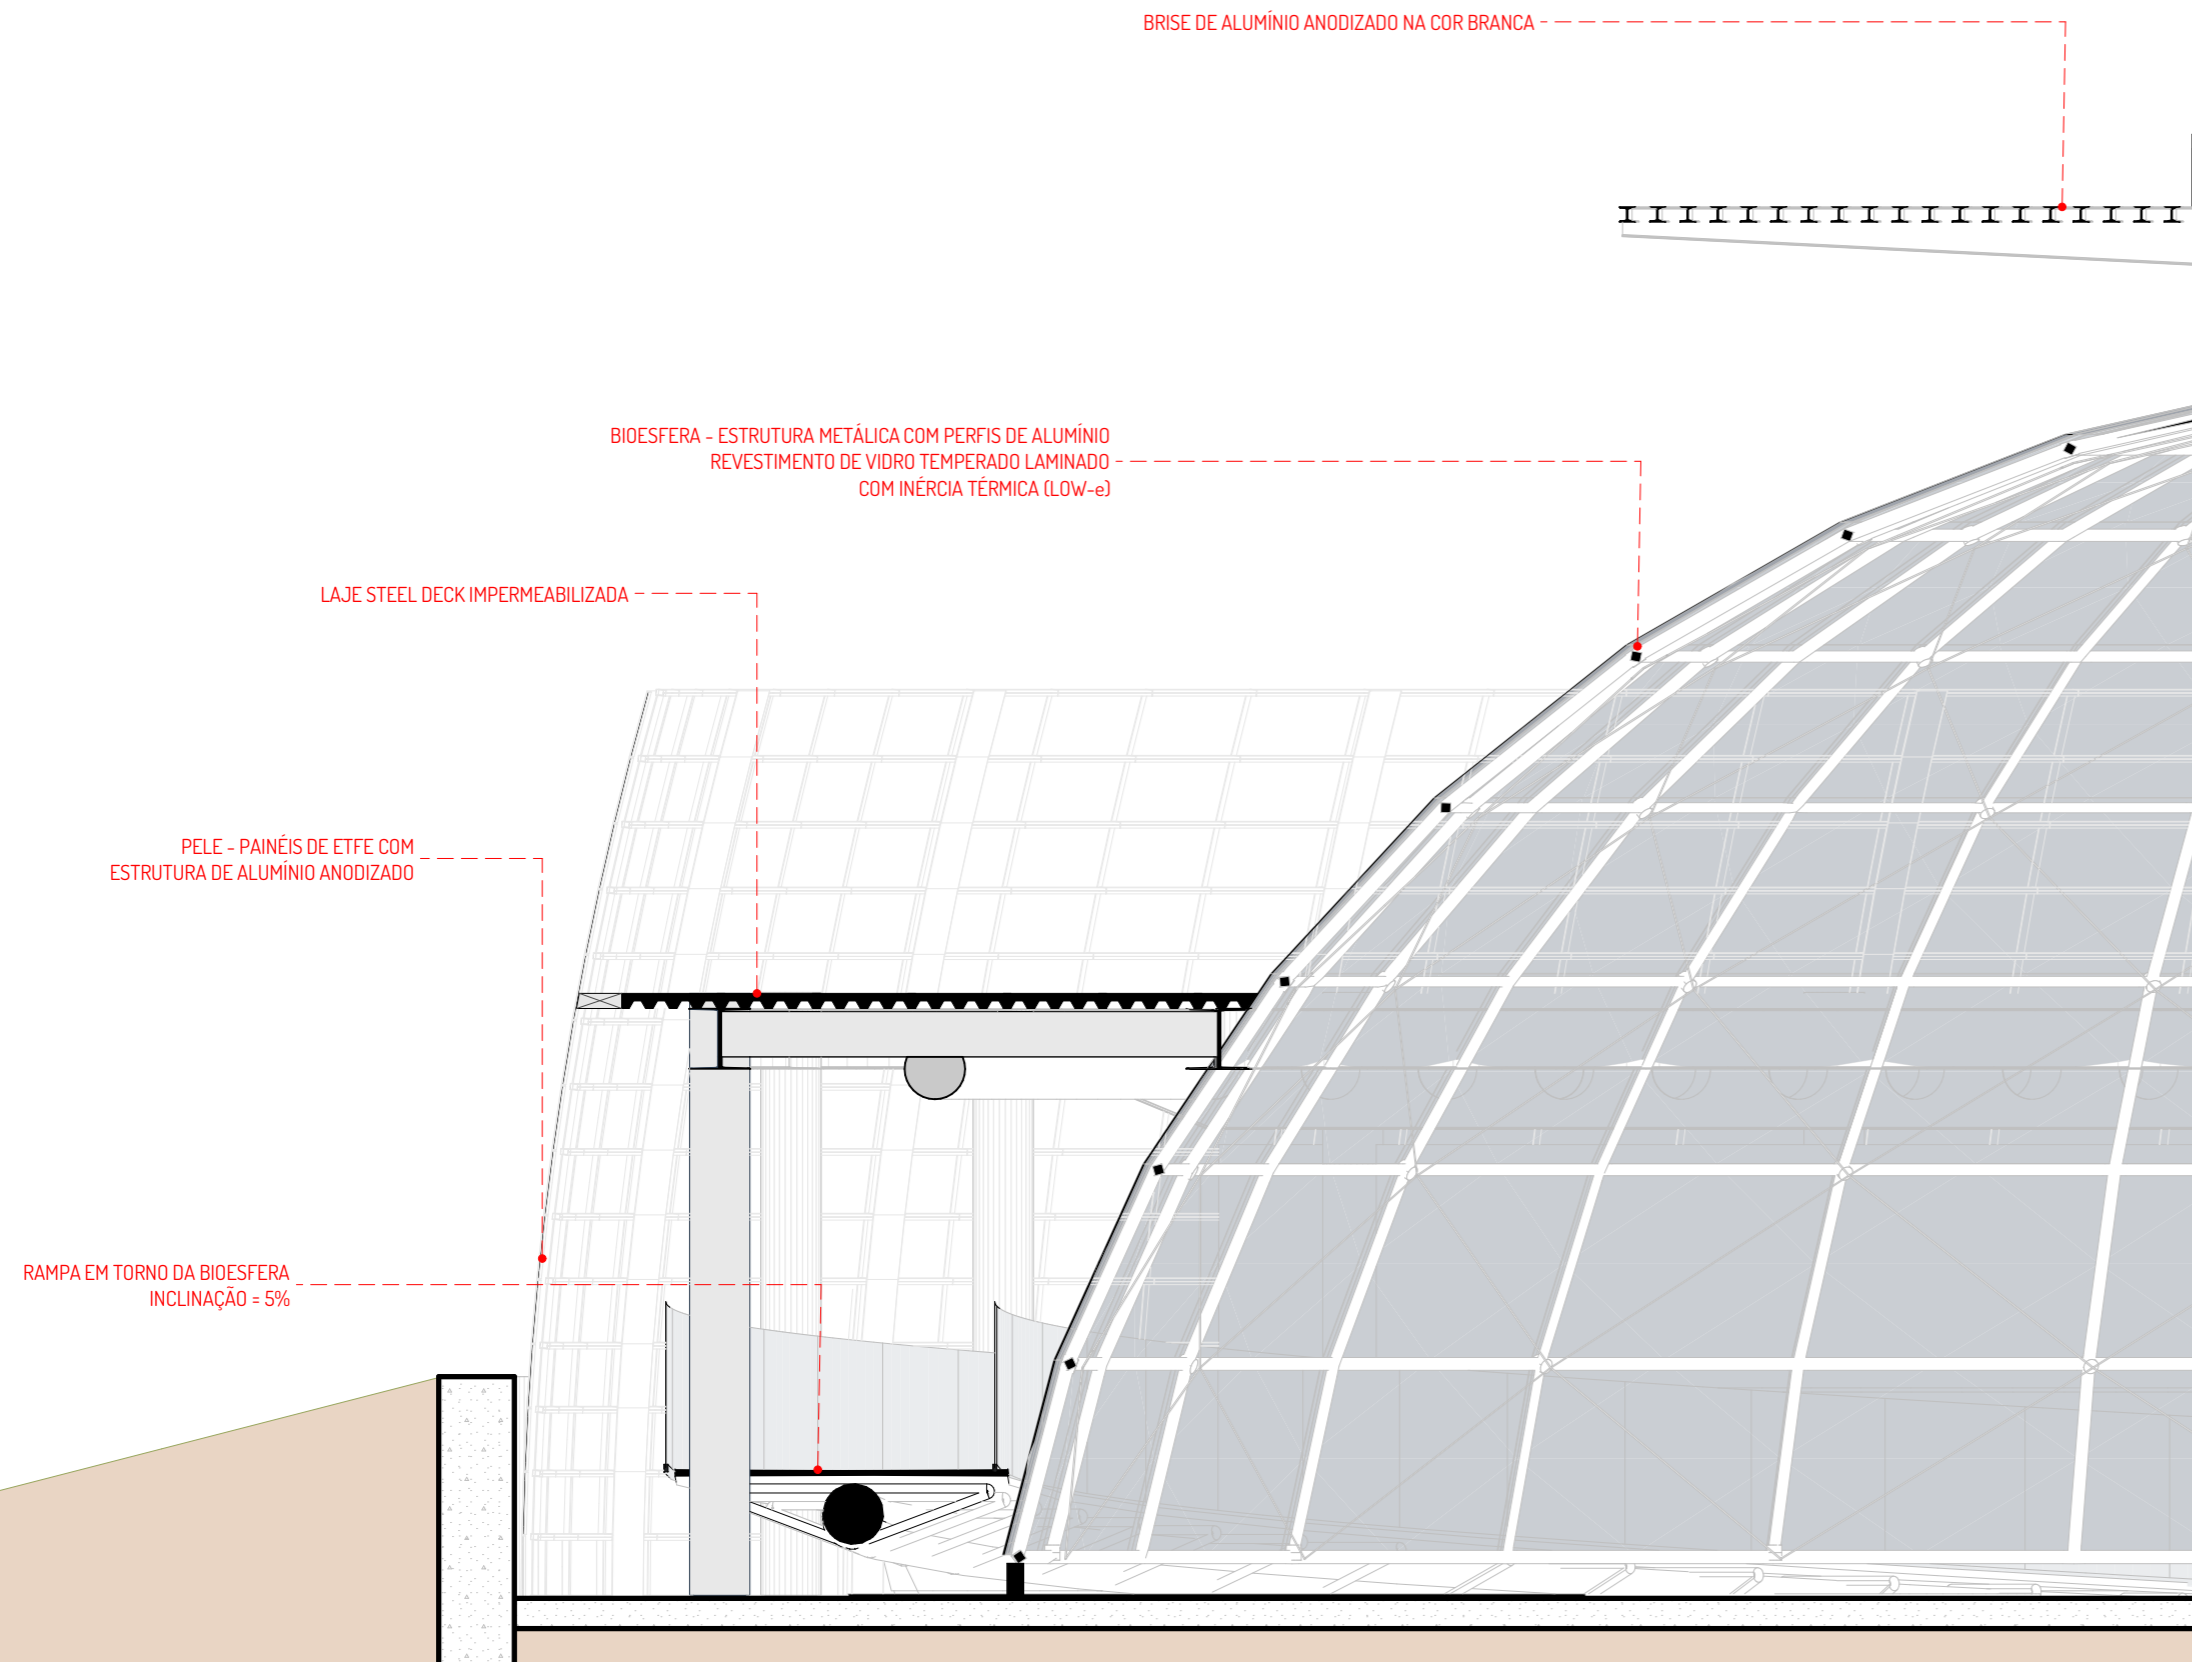 BRISE DE ALUMÍNIO ANODIZADO NA COR BRANCA
BIOESFERA - ESTRUTURA METÁLICA COM PERFIS DE ALUMÍNIO
REVESTIMENTO DE VIDRO TEMPERADO LAMINADO
COM INÉRCIA TÉRMICA (LOW-e)
LAJE STEEL DECK IMPERMEABILIZADA
PELE - PAINÉIS DE ETFE COM
ESTRUTURA DE ALUMÍNIO ANODIZADO
RAMPA EM TORNO DA BIOESFERA
INCLINAÇÃO = 5%